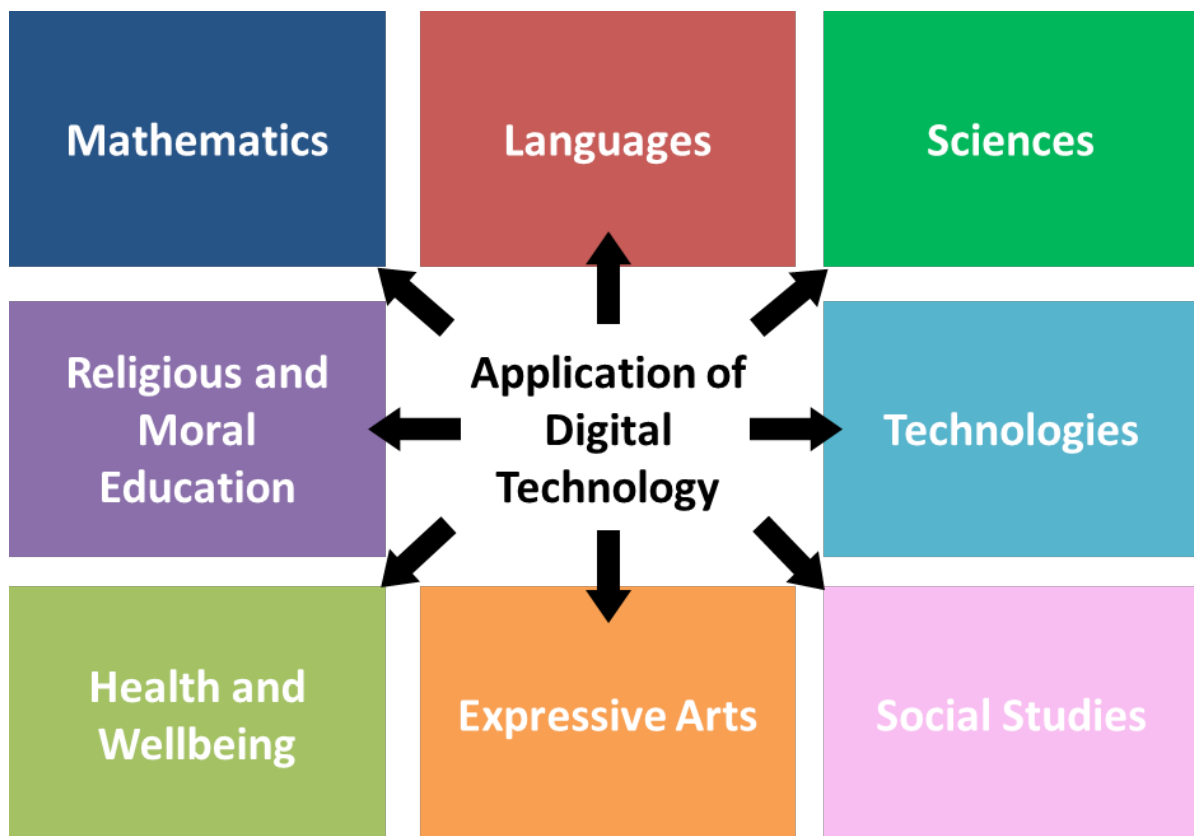 Mathematics
Languages
Sciences
Religious and
Moral
Education
Application of
Digital
Technology
Technologies
Health and
Wellbeing
Expressive Arts
Social Studies